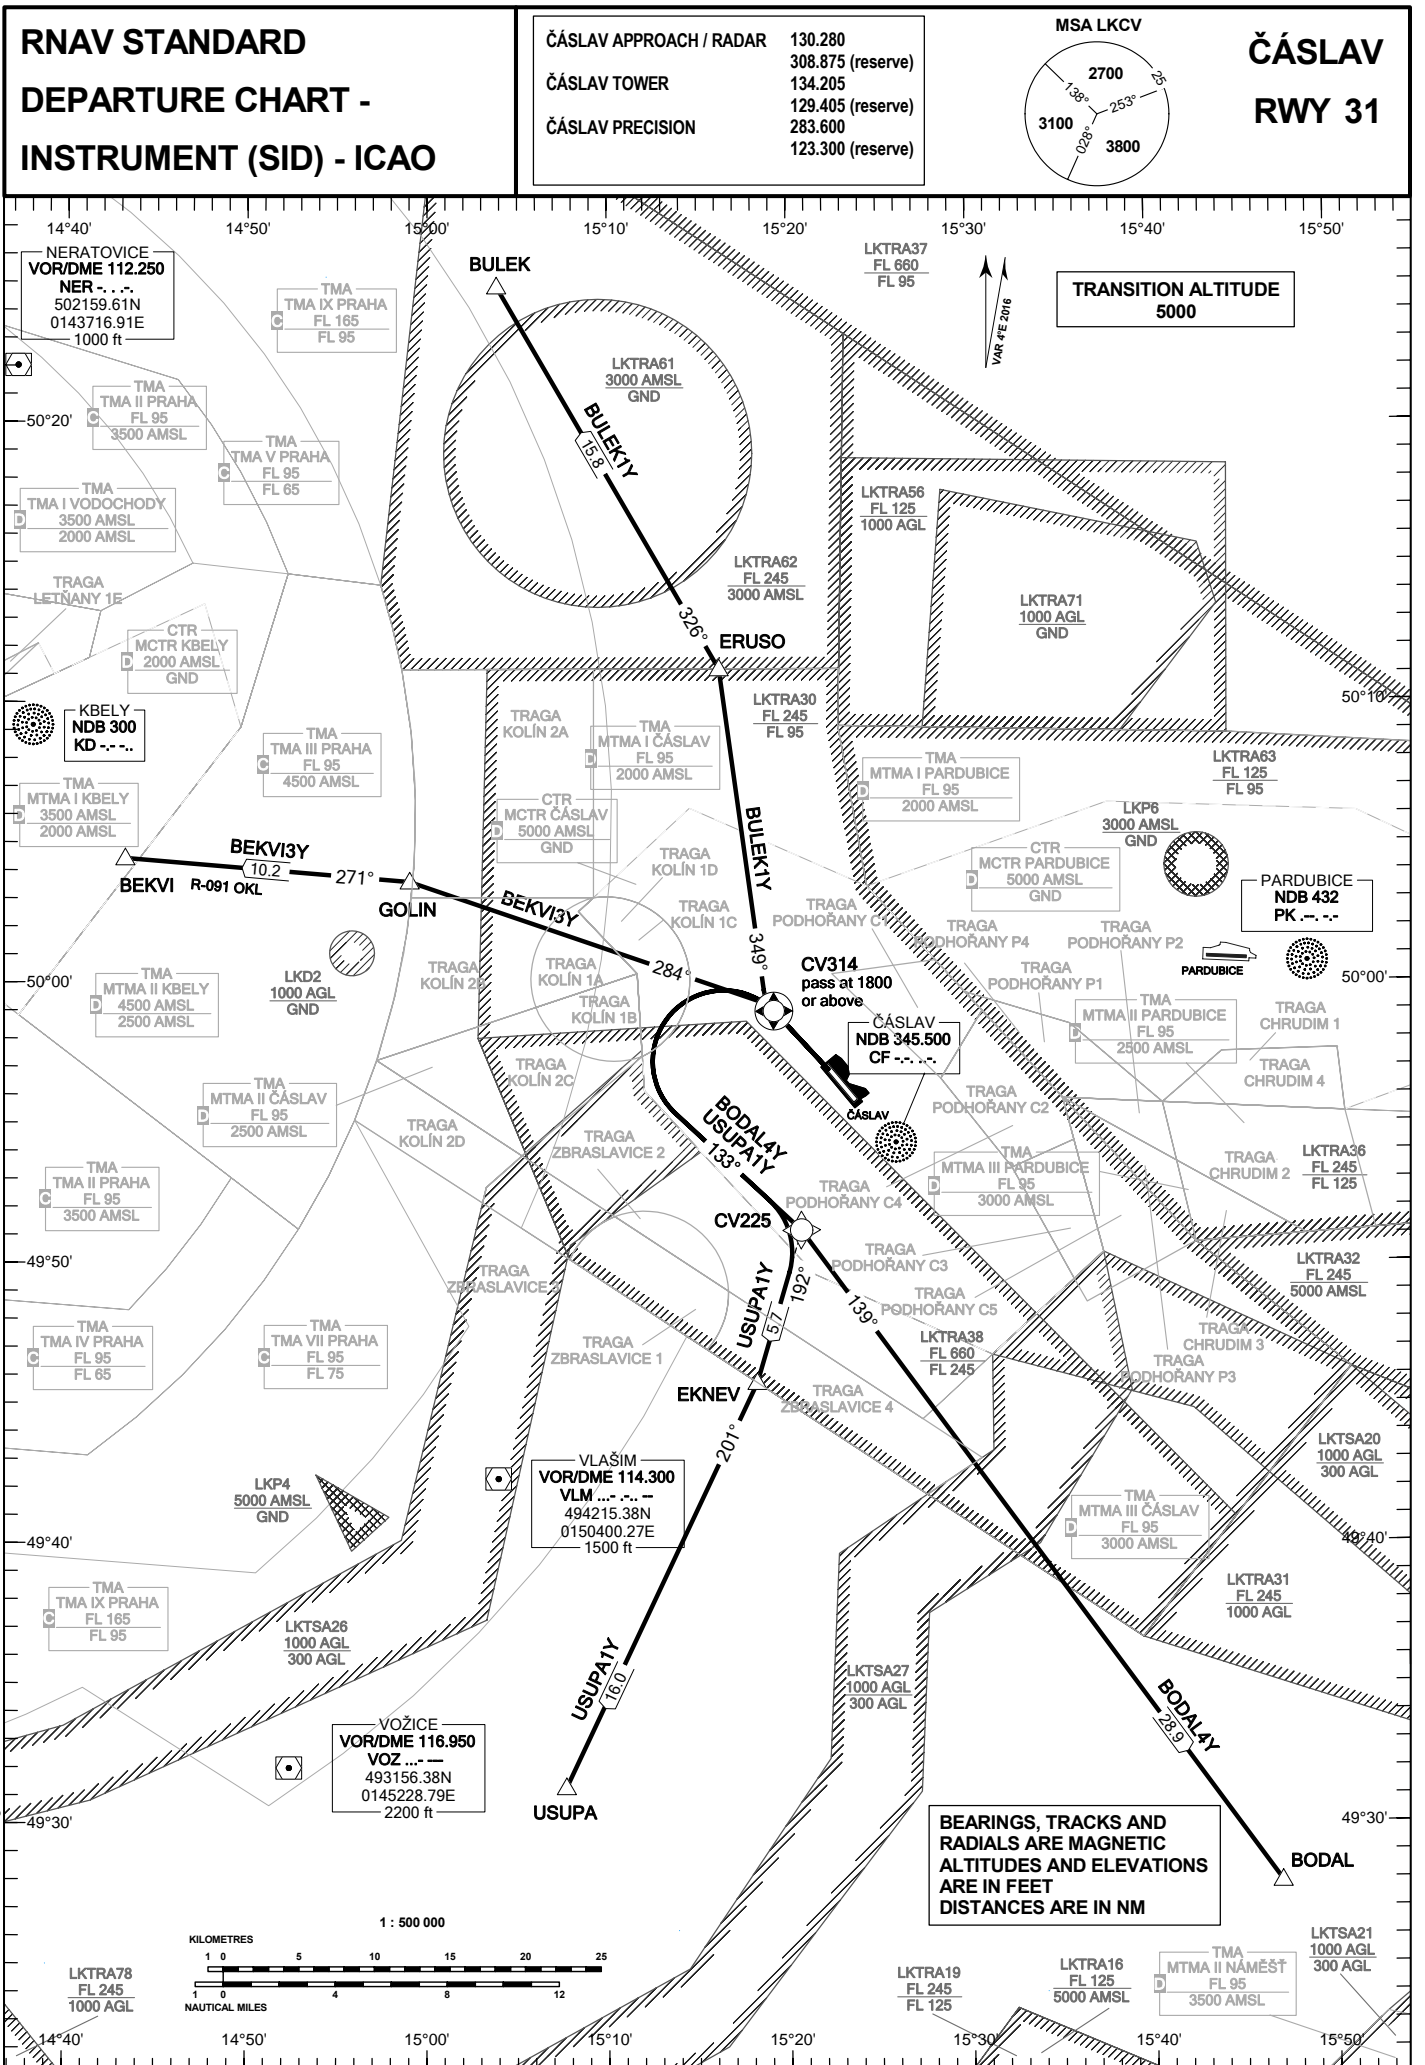 RNAV STANDARD
DEPARTURE CHART -
INSTRUMENT (SID) - ICAO
ČÁSLAV APPROACH / RADAR 130.280
308.875 (reserve)
ČÁSLAV TOWER 134.205
129.405 (reserve)
ČÁSLAV PRECISION 283.600
123.300 (reserve)
MSA LKCV
2700
25
138°
253°
3100
028°
3800
ČÁSLAV
RWY 31
14°40'
14°50'
15°00'
15°10'
15°20'
15°30'
15°40'
15°50'
NERATOVICE
VOR/DME 112.250
NER -. . .-.
502159.61N
0143716.91E
1000 ft
TMA
TMA IX PRAHA
C FL 165
FL 95
BULEK
LKTRA37
FL 660
FL 95
VAR 4°E 2016
TRANSITION ALTITUDE
5000
LKTRA61
3000 AMSL
GND
TMA
TMA II PRAHA
C FL 95
3500 AMSL
50°20'
BULEK1Y
15.8
TMA
TMA V PRAHA
C FL 95
FL 65
TMA
TMA I VODOCHODY
D 3500 AMSL
2000 AMSL
LKTRA56
FL 125
1000 AGL
TRAGA
LETŇANY 1E
LKTRA62
FL 245
3000 AMSL
LKTRA71
1000 AGL
GND
CTR
MCTR KBELY
D 2000 AMSL
GND
326°
ERUSO
50°10'
KBELY
NDB 300
KD -.- -..
TRAGA
KOLÍN 2A
LKTRA30
FL 245
FL 95
TMA
TMA III PRAHA
C FL 95
4500 AMSL
TMA
MTMA I ČÁSLAV
D FL 95
2000 AMSL
TMA
MTMA I PARDUBICE
D FL 95
2000 AMSL
LKTRA63
FL 125
FL 95
TMA
MTMA I KBELY
D 3500 AMSL
2000 AMSL
CTR
MCTR ČÁSLAV
D 5000 AMSL
GND
LKP6
3000 AMSL
GND
BULEK1Y
BEKVI3Y
10.2
271°
BEKVI
R-091 OKL
GOLIN
BEKVI3Y
TRAGA
KOLÍN 1D
CTR
MCTR PARDUBICE
D 5000 AMSL
GND
PARDUBICE
NDB 432
PK .--. -.-
TRAGA
KOLÍN 1C
TRAGA
PODHOŘANY C1
TRAGA
PODHOŘANY P4
TRAGA
PODHOŘANY P2
PARDUBICE
349°
284°
CV314
pass at 1800
or above
LKD2
1000 AGL
GND
TRAGA
KOLÍN 2B
TRAGA
KOLÍN 1A
TRAGA
KOLÍN 1B
TRAGA
PODHOŘANY P1
50°00'
50°00'
TMA
MTMA II KBELY
D 4500 AMSL
2500 AMSL
ČÁSLAV
NDB 345.500
CF -.-. ..-.
TMA
MTMA II PARDUBICE
D FL 95
2500 AMSL
TRAGA
CHRUDIM 1
TRAGA
CHRUDIM 4
TRAGA
KOLÍN 2C
TMA
MTMA II ČÁSLAV
D FL 95
2500 AMSL
TRAGA
KOLÍN 2D
ČÁSLAV
TRAGA
PODHOŘANY C2
BODAL4Y
USUPA1Y
133°
TRAGA
ZBRASLAVICE 2
TMA
MTMA III PARDUBICE
D FL 95
3000 AMSL
TRAGA
CHRUDIM 2
LKTRA36
FL 245
FL 125
TMA
TMA II PRAHA
C FL 95
3500 AMSL
TRAGA
PODHOŘANY C4
CV225
TRAGA
PODHOŘANY C3
49°50'
TRAGA
ZBRASLAVICE 3
LKTRA32
FL 245
5000 AMSL
USUPA1Y
5.7
192°
139°
TRAGA
PODHOŘANY C5
TMA
TMA IV PRAHA
C FL 95
FL 65
TMA
TMA VII PRAHA
C FL 95
FL 75
TRAGA
ZBRASLAVICE 1
LKTRA38
FL 660
FL 245
TRAGA
CHRUDIM 3
TRAGA
PODHOŘANY P3
EKNEV
TRAGA
ZBRASLAVICE 4
201°
LKTSA20
1000 AGL
300 AGL
VLAŠIM
VOR/DME 114.300
VLM ...- .-.. --
494215.38N
0150400.27E
1500 ft
LKP4
5000 AMSL
GND
TMA
MTMA III ČÁSLAV
D FL 95
3000 AMSL
49°40'
49°40'
LKTRA31
FL 245
1000 AGL
TMA
TMA IX PRAHA
C FL 165
FL 95
LKTSA26
1000 AGL
300 AGL
USUPA1Y
16.0
LKTSA27
1000 AGL
300 AGL
BODAL4Y
28.9
VOŽICE
VOR/DME 116.950
VOZ ...- --- --..
493156.38N
0145228.79E
2200 ft
USUPA
49°30'
49°30'
BEARINGS, TRACKS AND
RADIALS ARE MAGNETIC
ALTITUDES AND ELEVATIONS
ARE IN FEET
DISTANCES ARE IN NM
BODAL
1 : 500 000
KILOMETRES
1 0 5 10 15 20 25
1 0 4 8 12
NAUTICAL MILES
LKTRA78
FL 245
1000 AGL
LKTRA19
FL 245
FL 125
LKTRA16
FL 125
5000 AMSL
TMA
MTMA II NÁMĚŠŤ
D FL 95
3500 AMSL
LKTSA21
1000 AGL
300 AGL
14°40'
14°50'
15°00'
15°10'
15°20'
15°30'
15°40'
15°50'